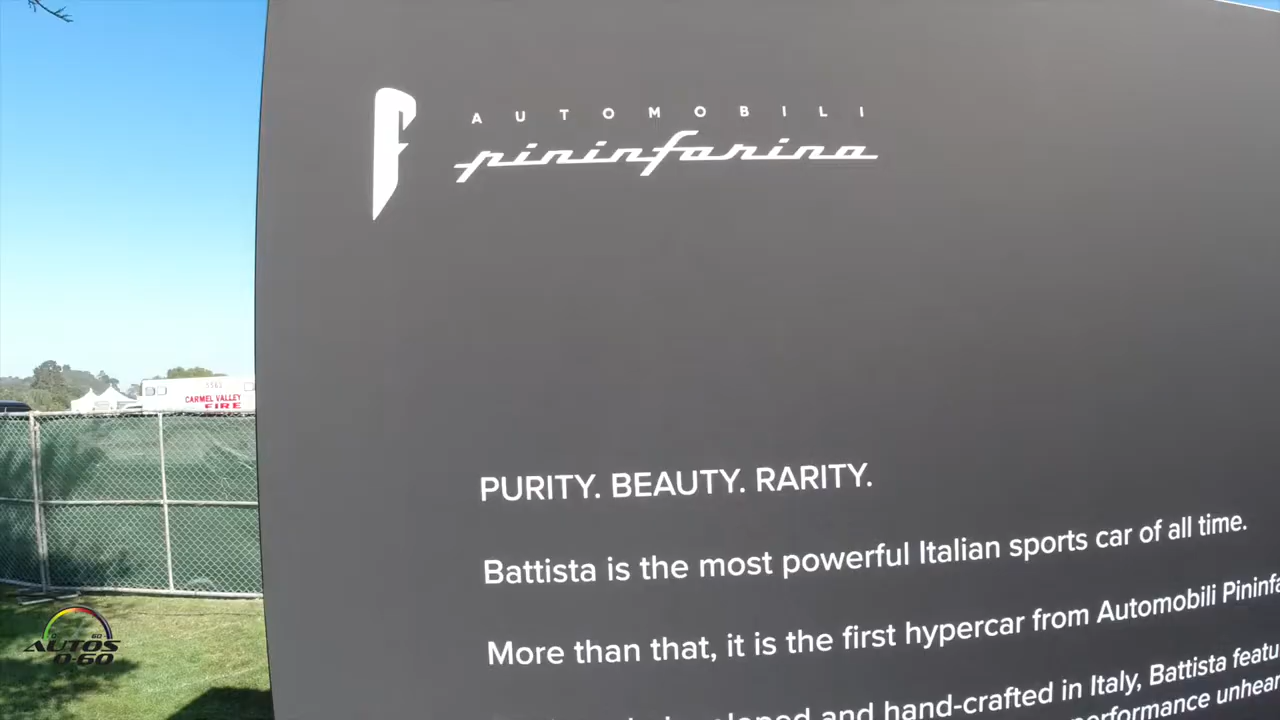 AUTOMOBILI
pininfarina
5561
CARMEL VALLEY
FIRE
PURITY. BEAUTY. RARITY.
Battista is the most powerful Italian sports car of all time.
More than that, it is the first hypercar from Automobili Pininfa
and hand-crafted in Italy, Battista featu
performance unhear
AUTOS
0-60